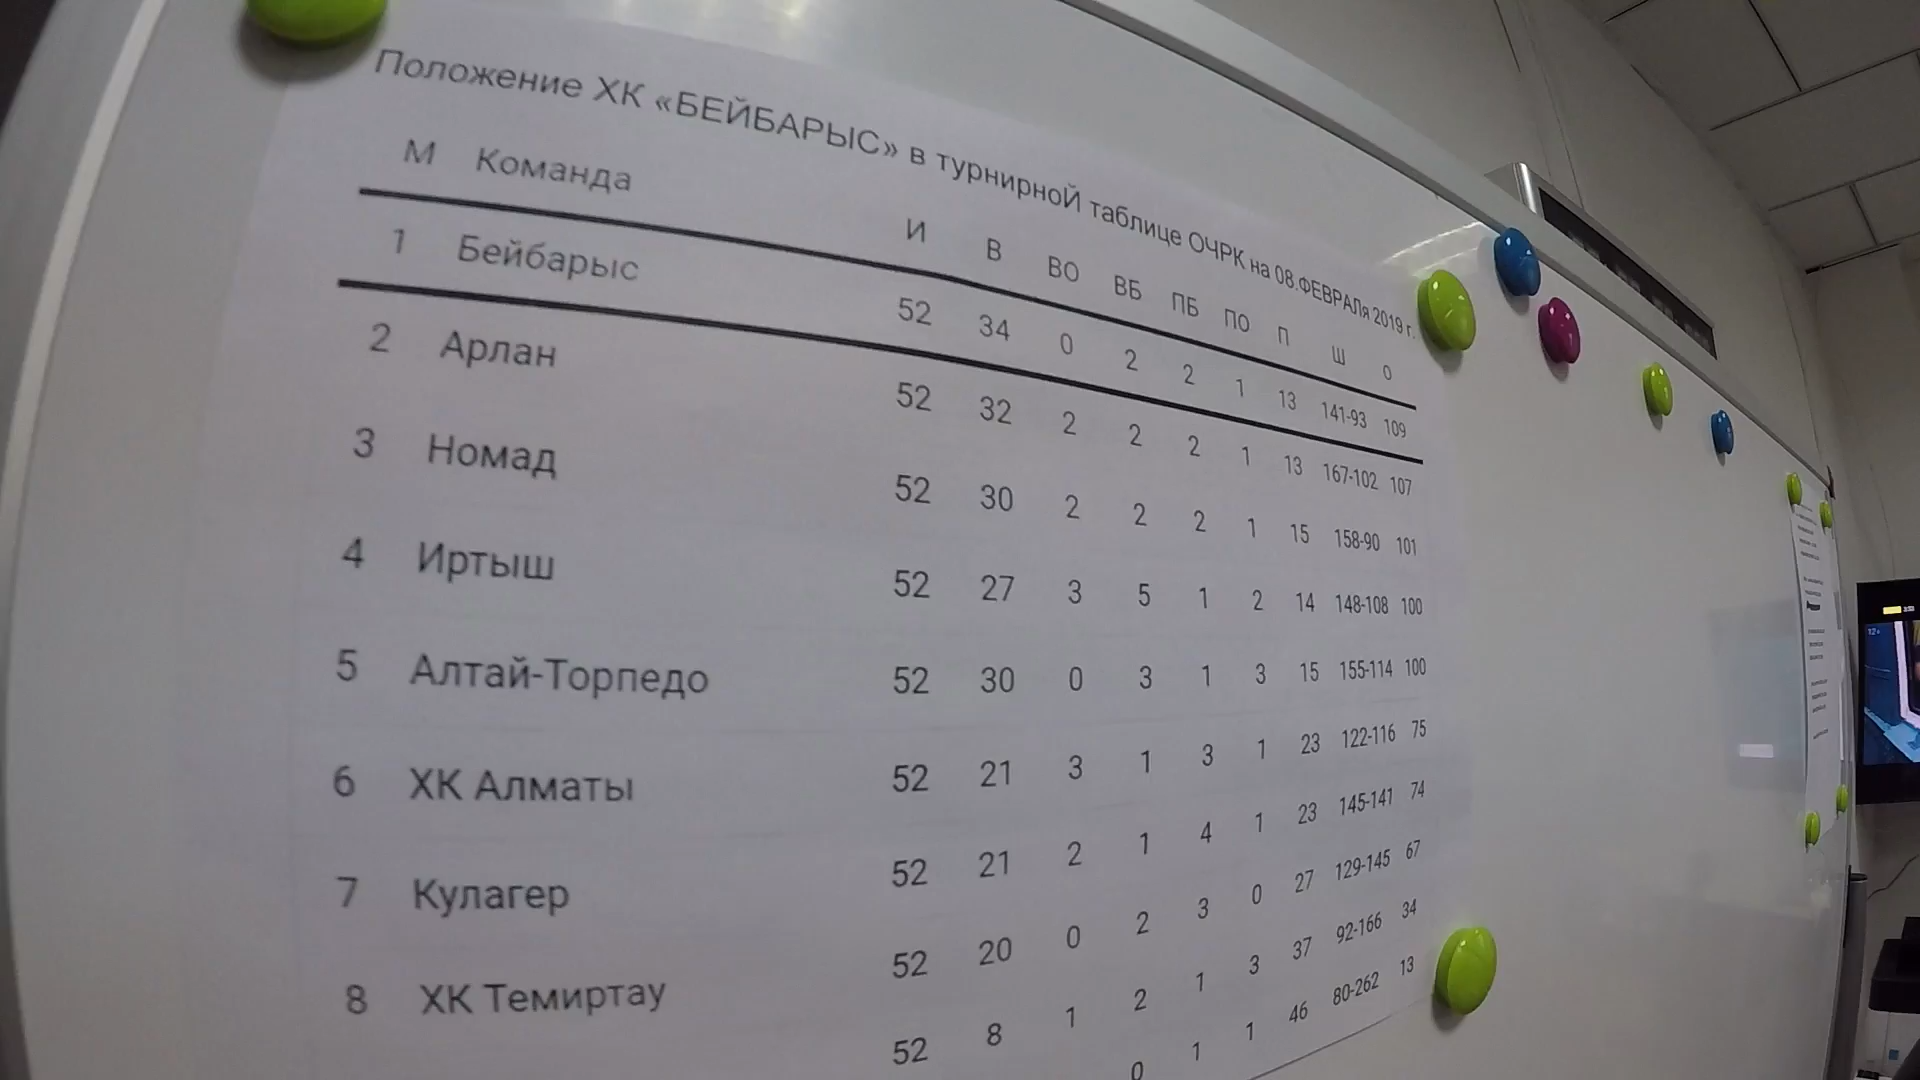 Положение ХК «БЕЙБАРЫС» в турнирноЙ таблице ОЧРК на 08.ФЕВРАЛя 2019 г.
М Команда И В ВО ВБ ПБ ПО П Ш О
1 Бейбарыс 52 34 0 2 2 1 13 141-93 109
2 Арлан 52 32 2 2 2 1 13 167-102 107
3 Номад 52 30 2 2 2 1 15 158-90 101
4 Иртыш 52 27 3 5 1 2 14 148-108 100
5 Алтай-Торпедо 52 30 0 3 1 3 15 155-114 100
6 ХК Алматы 52 21 3 1 3 1 23 122-116 75
7 Кулагер 52 21 2 1 4 1 23 145-141 74
8 ХК Темиртау 52 20 0 2 3 0 27 129-145 67
52 8 1 2 1 3 37 92-166 34
0 1 1 46 80-262 13